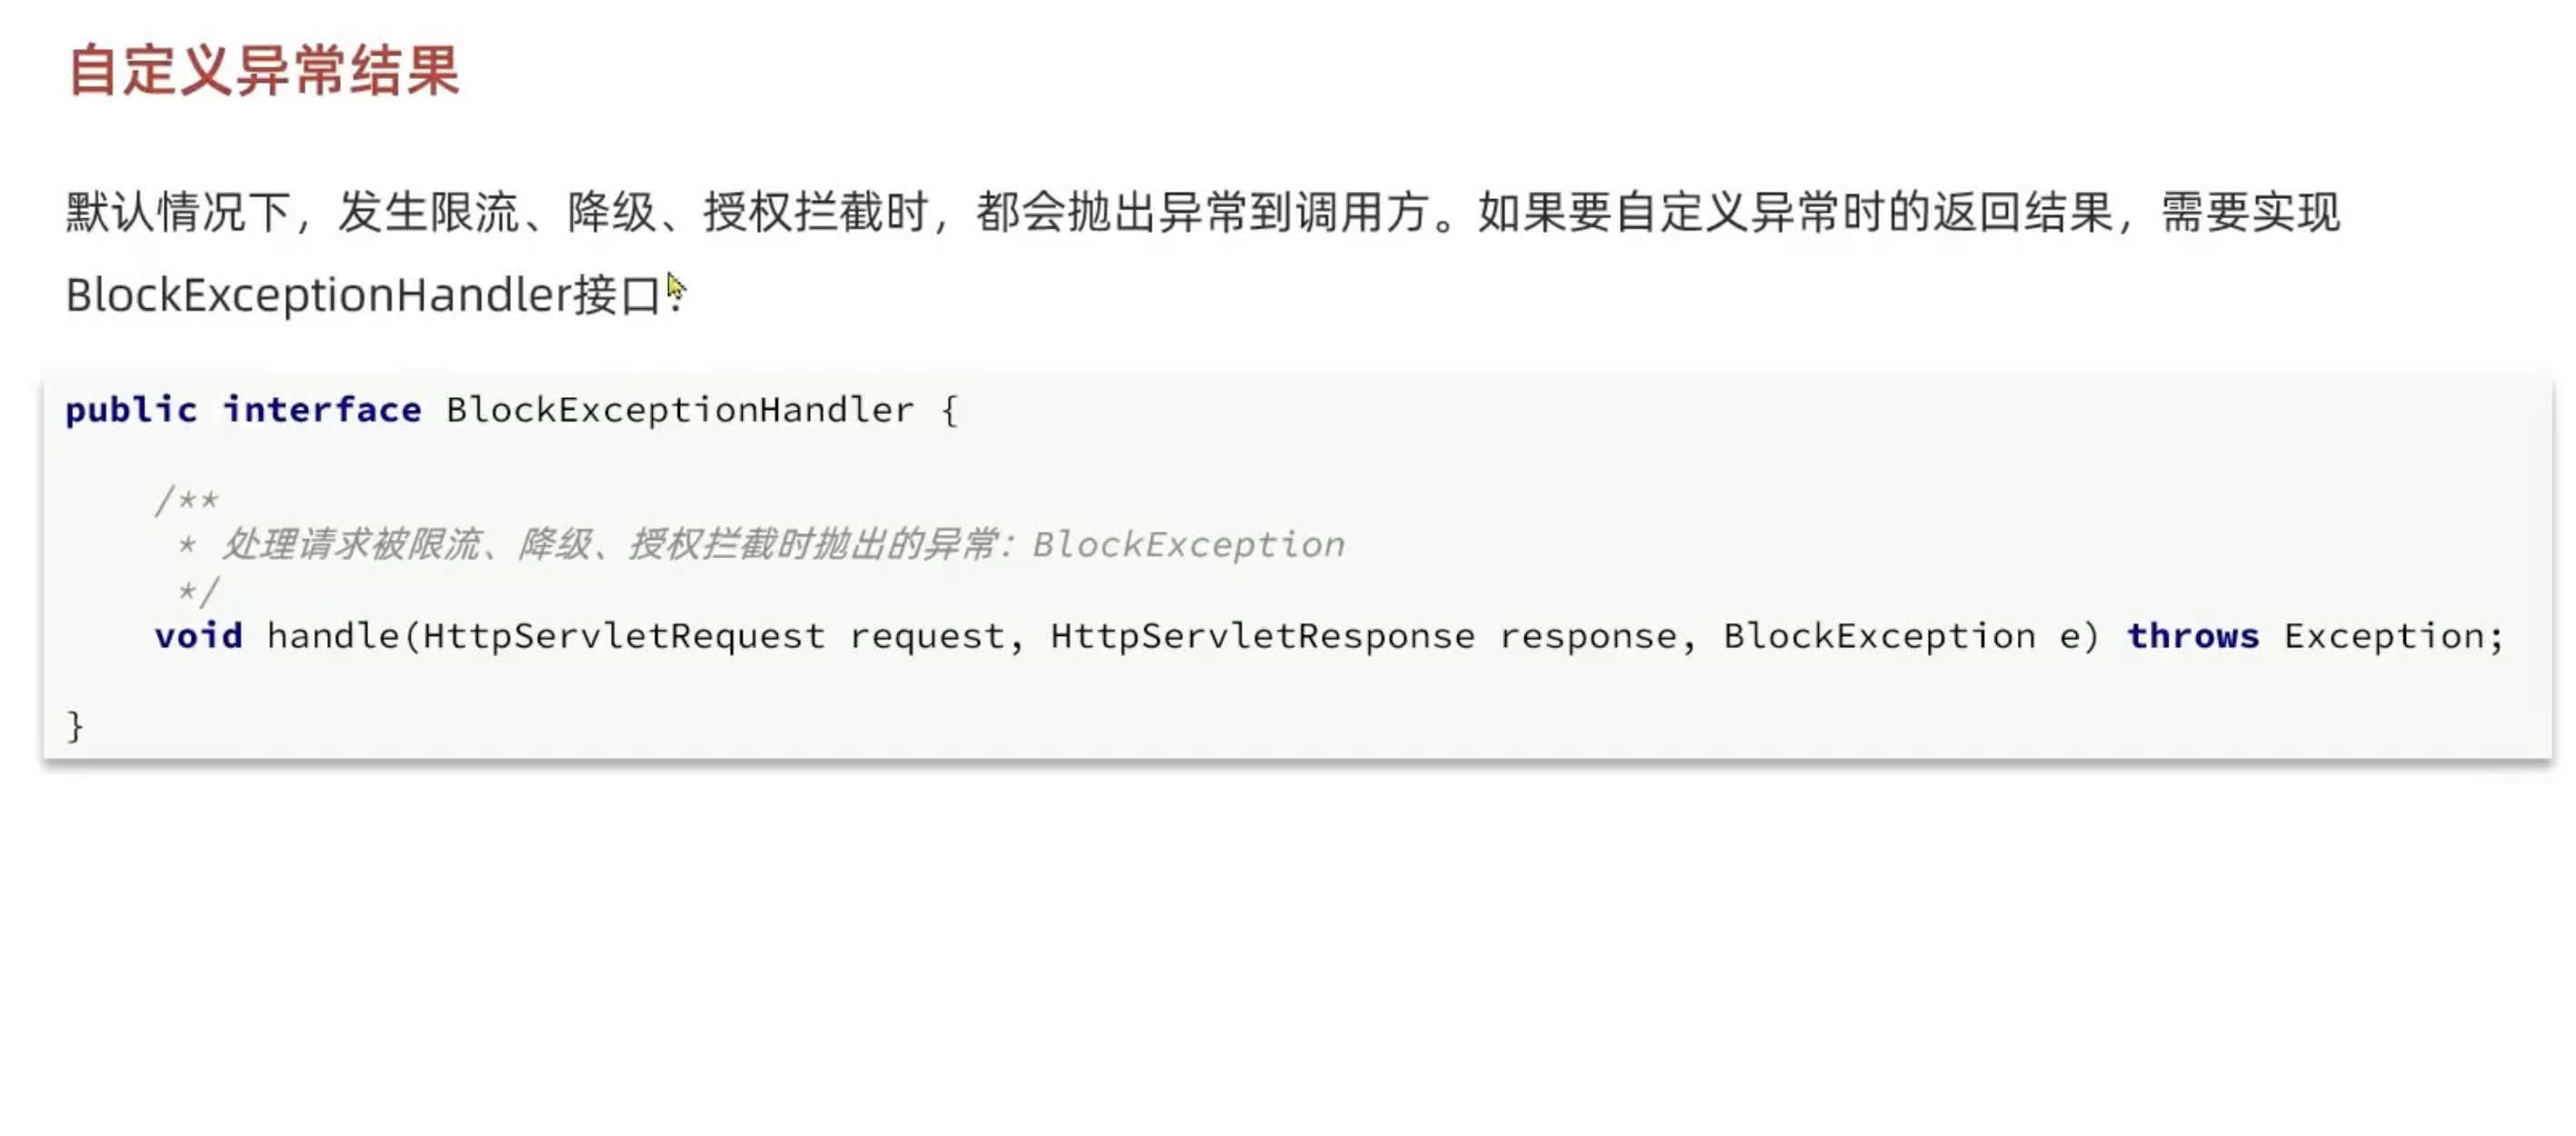 自定义异常结果
默认情况下，发生限流、降级、授权拦截时，都会抛出异常到调用方。如果要自定义异常时的返回结果，需要实现
BlockExceptionHandler接口：
public interface BlockExceptionHandler {
/**
* 处理请求被限流、降级、授权拦截时抛出的异常：BlockException
*/
void handle(HttpServletRequest request, HttpServletResponse response, BlockException e) throws Exception;
}